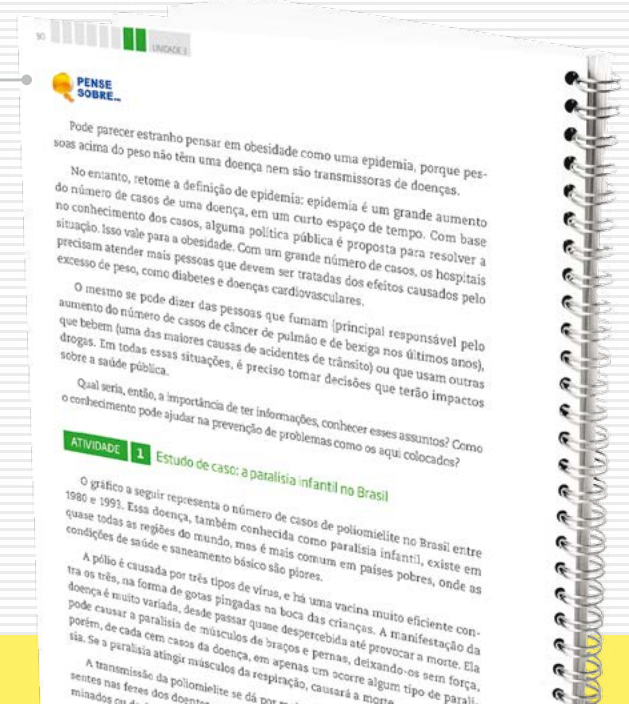 90
UNIDADE 3
PENSE
SOBRE...
Pode parecer estranho pensar em obesidade como uma epidemia, porque pes-
soas acima do peso não têm uma doença nem são transmissoras de doenças.
No entanto, retome a definição de epidemia: epidemia é um grande aumento
do número de casos de uma doença, em um curto espaço de tempo. Com base
no conhecimento dos casos, alguma política pública é proposta para resolver a
situação. Isso vale para a obesidade. Com um grande número de casos, os hospitais
precisam atender mais pessoas que devem ser tratadas dos efeitos causados pelo
excesso de peso, como diabetes e doenças cardiovasculares.
O mesmo se pode dizer das pessoas que fumam (principal responsável pelo
aumento do número de casos de câncer de pulmão e de bexiga nos últimos anos),
que bebem (uma das maiores causas de acidentes de trânsito) ou que usam outras
drogas. Em todas essas situações, é preciso tomar decisões que terão impactos
sobre a saúde pública.
Qual seria, então, a importância de ter informações, conhecer esses assuntos? Como
o conhecimento pode ajudar na prevenção de problemas como os aqui colocados?
ATIVIDADE 1 Estudo de caso: a paralisia infantil no Brasil
O gráfico a seguir representa o número de casos de poliomielite no Brasil entre
1980 e 1993. Essa doença, também conhecida como paralisia infantil, existe em
quase todas as regiões do mundo, mas é mais comum em países pobres, onde as
condições de saúde e saneamento básico são piores.
A pólio é causada por três tipos de vírus, e há uma vacina muito eficiente con-
tra os três, na forma de gotas pingadas na boca das crianças. A manifestação da
doença é muito variada, desde passar quase despercebida até provocar a morte. Ela
pode causar a paralisia de músculos de braços e pernas, deixando-os sem força,
porém, de cada cem casos da doença, em apenas um ocorre algum tipo de parali-
sia. Se a paralisia atingir músculos da respiração, causará a morte.
A transmissão da poliomielite se dá por
sentes nas fezes dos doentes
minados ou